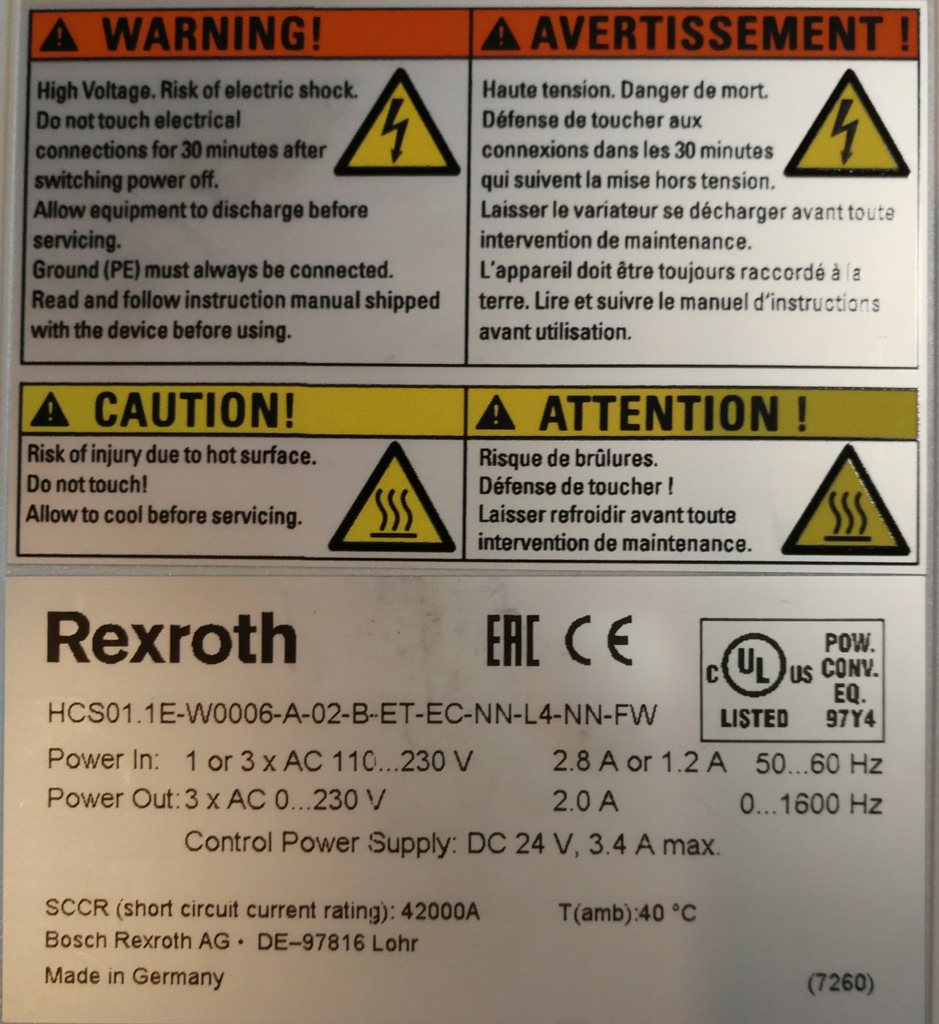 WARNING!
High Voltage. Risk of electric shock.
Do not touch electrical
connections for 30 minutes after
switching power off.
Allow equipment to discharge before
servicing.
Ground (PE) must always be connected.
Read and follow instruction manual shipped
with the device before using.
AVERTISSEMENT !
Haute tension. Danger de mort.
Défense de toucher aux
connexions dans les 30 minutes
qui suivent la mise hors tension.
Laisser le variateur se décharger avant toute
intervention de maintenance.
L'appareil doit être toujours raccordé à la
terre. Lire et suivre le manuel d'instructions
avant utilisation.
CAUTION!
Risk of injury due to hot surface.
Do not touch!
Allow to cool before servicing.
ATTENTION !
Risque de brûlures.
Défense de toucher !
Laisser refroidir avant toute
intervention de maintenance.
Rexroth
EAC CE
C UL US
LISTED
POW.
CONV.
EQ.
97Y4
HCS01.1E-W0006-A-02-B-ET-EC-NN-L4-NN-FW
Power In: 1 or 3 x AC 110...230 V 2.8 A or 1.2 A 50...60 Hz
Power Out: 3 x AC 0...230 V 2.0 A 0...1600 Hz
Control Power Supply: DC 24 V, 3.4 A max.
SCCR (short circuit current rating): 42000A T(amb):40 °C
Bosch Rexroth AG • DE–97816 Lohr
Made in Germany (7260)